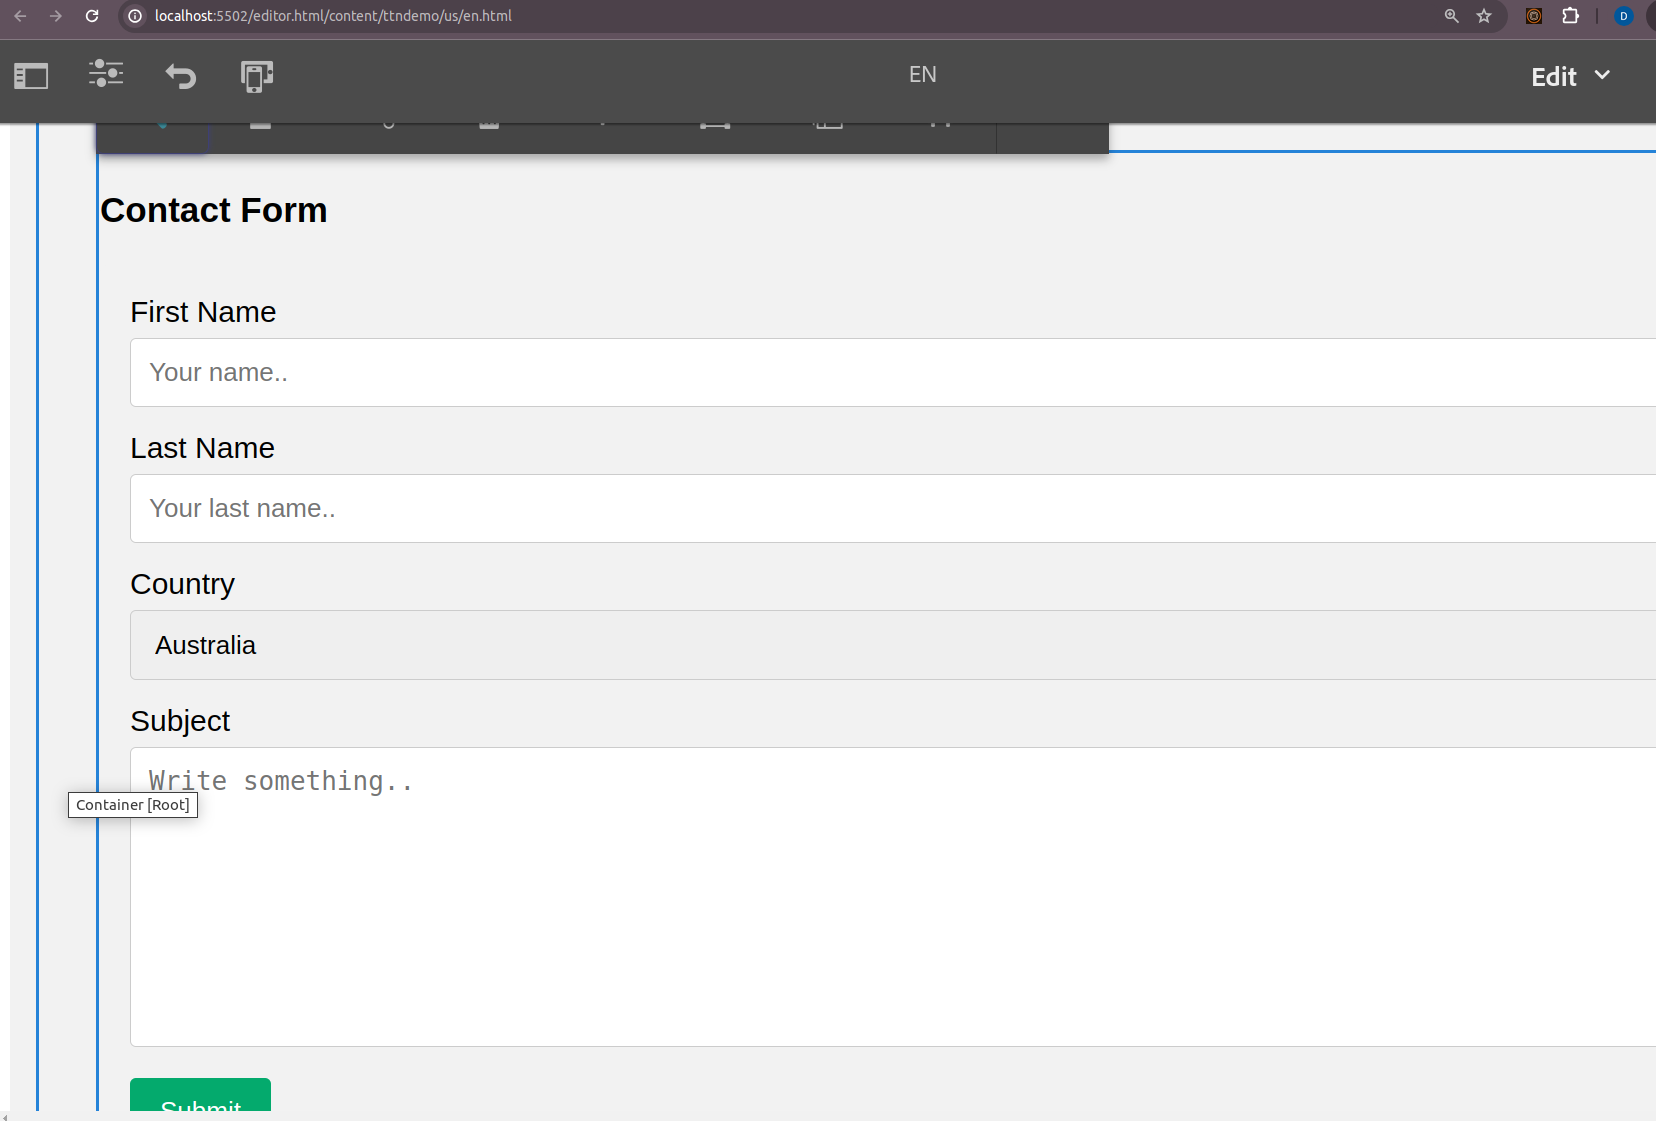 localhost:5502/editor.html/content/ttndemo/us/en.html
D
EN
Edit
Contact Form
First Name
Your name..
Last Name
Your last name..
Country
Australia
Subject
Write something..
Container [Root]
Submit